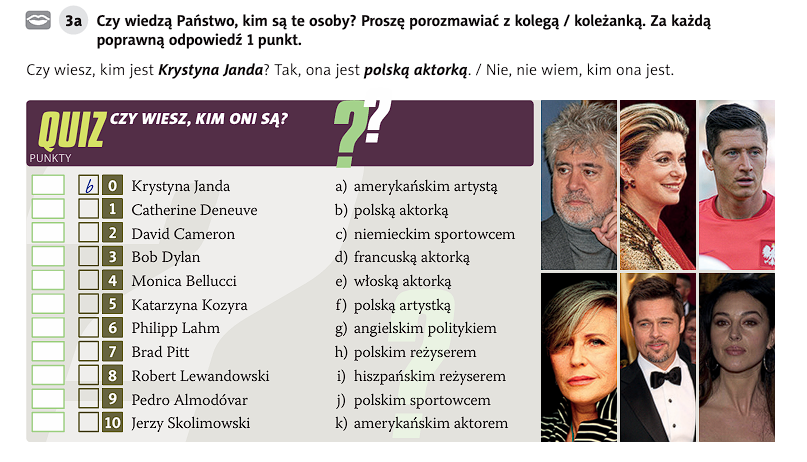 3a Czy wiedzą Państwo, kim są te osoby? Proszę porozmawiać z kolegą / koleżanką. Za każdą
poprawną odpowiedź 1 punkt.
Czy wiesz, kim jest Krystyna Janda? Tak, ona jest polską aktorką. / Nie, nie wiem, kim ona jest.
QUIZ CZY WIESZ, KIM ONI SĄ? ??
PUNKTY
b 0 Krystyna Janda a) amerykańskim artystą
1 Catherine Deneuve b) polską aktorką
2 David Cameron c) niemieckim sportowcem
3 Bob Dylan d) francuską aktorką
4 Monica Bellucci e) włoską aktorką
5 Katarzyna Kozyra f) polską artystką
6 Philipp Lahm g) angielskim politykiem
7 Brad Pitt h) polskim reżyserem
8 Robert Lewandowski i) hiszpańskim reżyserem
9 Pedro Almodóvar j) polskim sportowcem
10 Jerzy Skolimowski k) amerykańskim aktorem